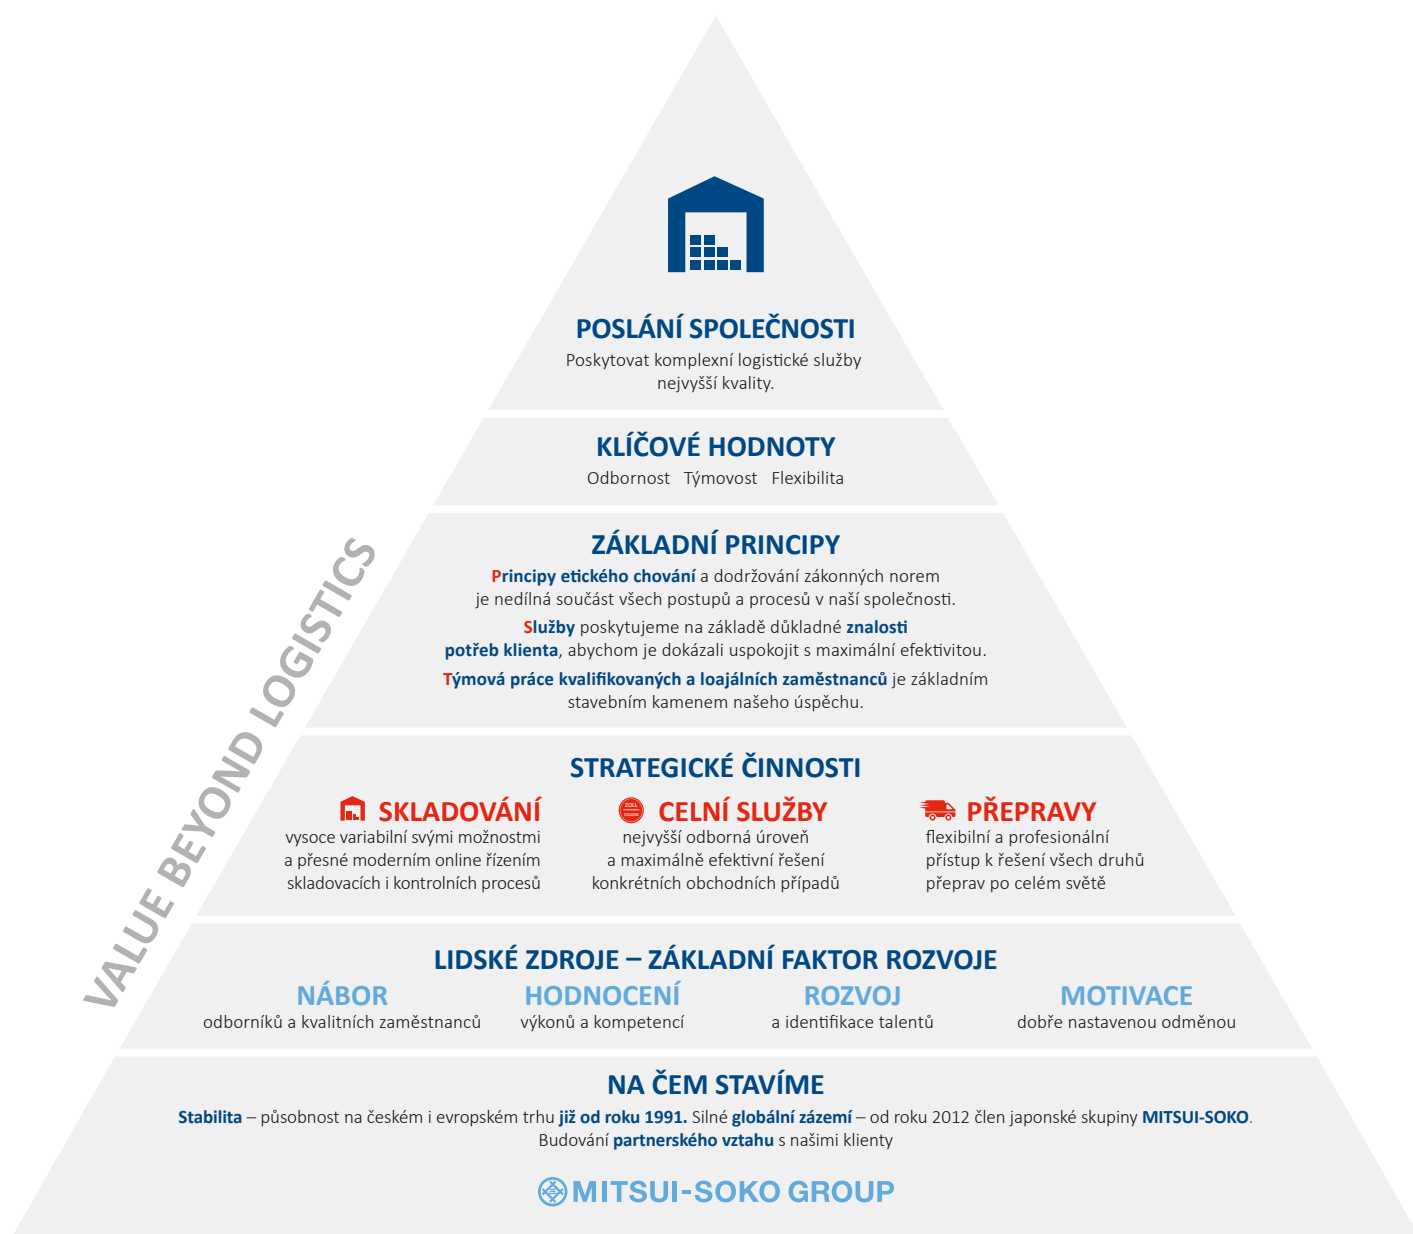 POSLÁNÍ SPOLEČNOSTI
Poskytovat komplexní logistické služby
nejvyšší kvality.
KLÍČOVÉ HODNOTY
Odbornost Týmovost Flexibilita
ZÁKLADNÍ PRINCIPY
Principy etického chování a dodržování zákonných norem
je nedílná součást všech postupů a procesů v naší společnosti.
Služby poskytujeme na základě důkladné znalosti
potřeb klienta, abychom je dokázali uspokojit s maximální efektivitou.
Týmová práce kvalifikovaných a loajálních zaměstnanců je základním
stavebním kamenem našeho úspěchu.
VALUE BEYOND LOGISTICS
STRATEGICKÉ ČINNOSTI
SKLADOVÁNÍ
vysoce variabilní svými možnostmi
a přesné moderním online řízením
skladovacích i kontrolních procesů
ZOLL
CELNÍ SLUŽBY
nejvyšší odborná úroveň
a maximálně efektivní řešení
konkrétních obchodních případů
PŘEPRAVY
flexibilní a profesionální
přístup k řešení všech druhů
přeprav po celém světě
LIDSKÉ ZDROJE – ZÁKLADNÍ FAKTOR ROZVOJE
NÁBOR
odborníků a kvalitních zaměstnanců
HODNOCENÍ
výkonů a kompetencí
ROZVOJ
a identifikace talentů
MOTIVACE
dobře nastavenou odměnou
NA ČEM STAVÍME
Stabilita – působnost na českém i evropském trhu již od roku 1991. Silné globální zázemí – od roku 2012 člen japonské skupiny MITSUI-SOKO.
Budování partnerského vztahu s našimi klienty
MITSUI-SOKO GROUP